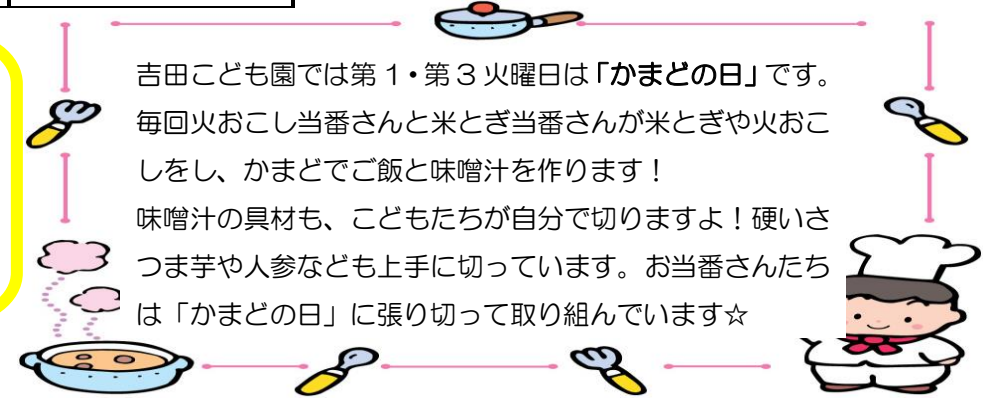 吉田こども園では第1・第3火曜日は「かまどの日」です。
毎回火おこし当番さんと米とぎ当番さんが米とぎや火おこ
しをし、かまどでご飯と味噌汁を作ります！
味噌汁の具材も、こどもたちが自分で切りますよ！硬いさ
つま芋や人参なども上手に切っています。お当番さんたち
は「かまどの日」に張り切って取り組んでいます☆